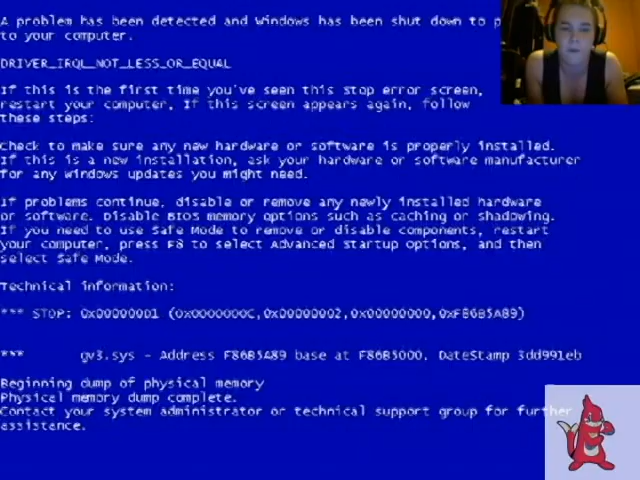 A problem has been detected and Windows has been shut down to p
to your computer.
DRIVER_IRQL_NOT_LESS_OR_EQUAL
If this is the first time you've seen this Stop error screen,
restart your computer, If this screen appears again, follow
these steps:
Check to make sure any new hardware or software is properly installed.
If this is a new installation, ask your hardware or software manufacturer
for any windows updates you might need.
If problems continue, disable or remove any newly installed hardware
or software. Disable BIOS memory options such as caching or shadowing.
If you need to use Safe Mode to remove or disable components, restart
your computer, press F8 to select Advanced Startup Options, and then
select Safe Mode.
Technical information:
*** STOP: 0x000000D1 (0x0000000C,0x00000002,0x00000000,0xF86B5A89)
*** gv3.sys - Address F86B5A89 base at F86B5000, DateStamp 3dd991eb
Beginning dump of physical memory
Physical memory dump complete.
Contact your system administrator or technical support group for further
assistance.